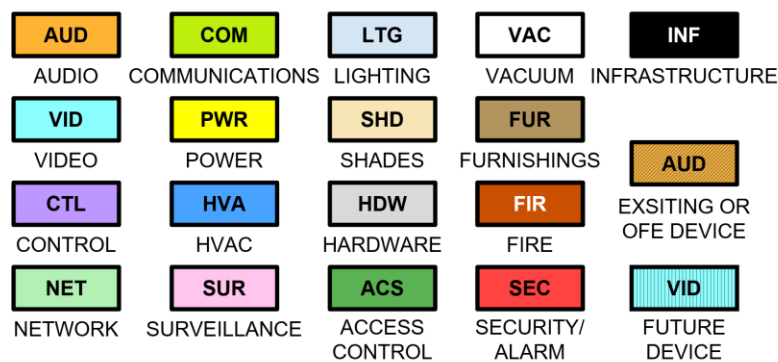 AUD COM LTG VAC INF
AUDIO COMMUNICATIONS LIGHTING VACUUM INFRASTRUCTURE
VID PWR SHD FUR
VIDEO POWER SHADES FURNISHINGS
AUD
EXSITING OR
OFE DEVICE
CTL HVA HDW FIR
CONTROL HVAC HARDWARE FIRE
NET SUR ACS SEC VID
NETWORK SURVEILLANCE ACCESS SECURITY/ FUTURE
CONTROL ALARM DEVICE